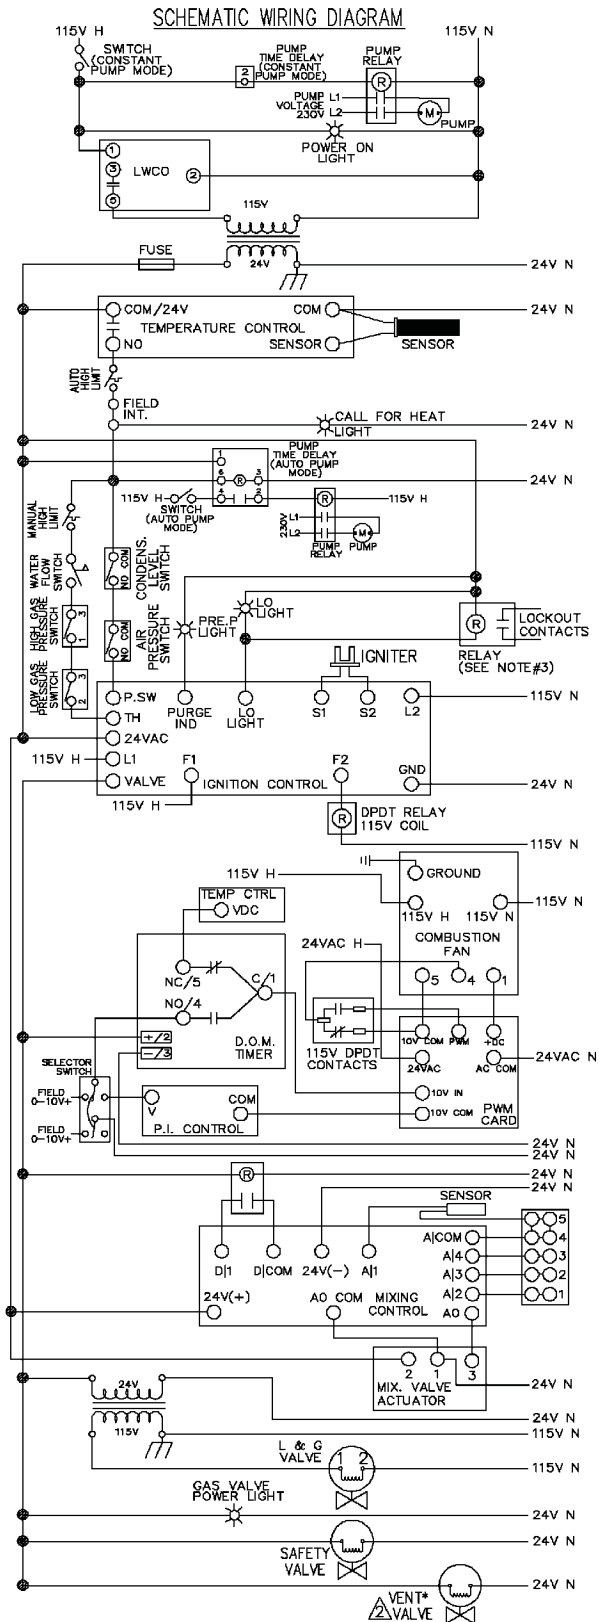 SCHEMATIC WIRING DIAGRAM
115V H
115V N
SWITCH
(CONSTANT
PUMP MODE)
PUMP
TIME DELAY
(CONSTANT
PUMP MODE)
2
PUMP
RELAY
R
PUMP L1
VOLTAGE
230V L2
M
PUMP
POWER ON
LIGHT
1
3
LWCO
2
5
115V
FUSE
24V
24V N
COM/24V
COM
24V N
TEMPERATURE CONTROL
NO
SENSOR
SENSOR
AUTO
HIGH
LIMIT
FIELD
INT.
CALL FOR HEAT
LIGHT
24V N
PUMP
TIME DELAY
(AUTO PUMP
MODE)
1
6
R
3
24V N
4
2
115V H
SWITCH
(AUTO PUMP
MODE)
R
115V H
230V
L1
L2
M
PUMP
RELAY
PUMP
MANUAL
HIGH
LIMIT
WATER
FLOW
SWITCH
NO COM
CONDENS.
LEVEL
SWITCH
HIGH GAS
PRESSURE
SWITCH
3
1
NO COM
AIR
PRESSURE
SWITCH
PRE.P
LIGHT
LO
LIGHT
R
LOCKOUT
CONTACTS
RELAY
(SEE NOTE#3)
LOW GAS
PRESSURE
SWITCH
3
2
IGNITER
P.SW
PURGE
IND
LO
LIGHT
S1
S2
L2
115V N
TH
24VAC
115V H
L1
F1
F2
GND
24V N
VALVE
IGNITION CONTROL
115V H
R
DPDT RELAY
115V COIL
115V N
115V H
GROUND
115V H
115V N
115V N
COMBUSTION
FAN
5
4
1
TEMP CTRL
VDC
24VAC H
NC/5
C/1
NO/4
D.O.M.
TIMER
+/2
-/3
115V DPDT
CONTACTS
10V COM
PWM
+DC
24VAC
AC COM
24VAC N
10V IN
10V COM
PWM
CARD
SELECTOR
SWITCH
FIELD
0-10V+
FIELD
0-10V+
V
COM
P.I. CONTROL
24V N
24V N
R
24V N
24V N
SENSOR
D|1
D|COM
24V(-)
A|1
A|COM
A|4
A|3
A|2
5
4
3
2
1
24V(+)
AO COM
MIXING
CONTROL
AO
2
1
3
MIX. VALVE
ACTUATOR
24V N
24V
24V N
115V N
115V
L & G
VALVE
1 2
115V N
GAS VALVE
POWER LIGHT
24V N
SAFETY
VALVE
24V N
24V N
2
VENT*
VALVE